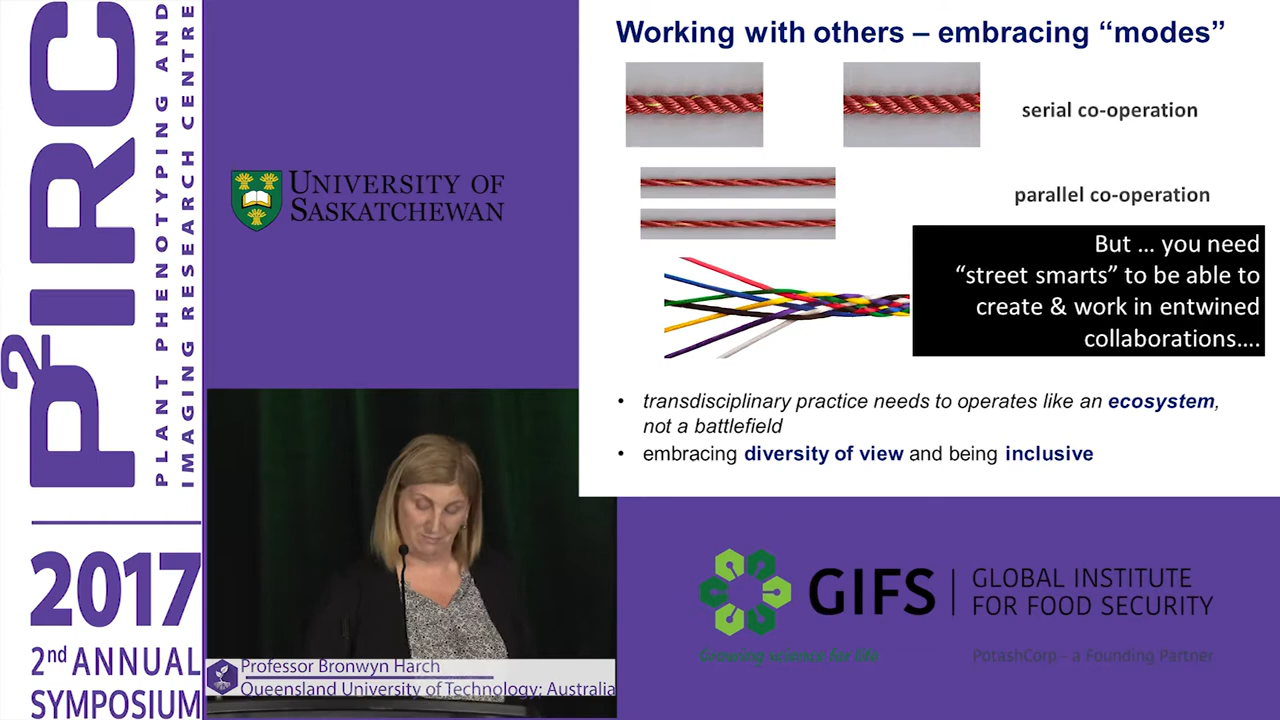 P²IRC
PLANT PHENOTYPING AND
IMAGING RESEARCH CENTRE
2017
2nd ANNUAL
SYMPOSIUM
UNIVERSITY OF
SASKATCHEWAN
Working with others – embracing “modes”
serial co-operation
parallel co-operation
But … you need
“street smarts” to be able to
create & work in entwined
collaborations….
• transdisciplinary practice needs to operates like an ecosystem,
not a battlefield
• embracing diversity of view and being inclusive
Professor Bronwyn Harch
Queensland University of Technology: Australia
GIFS
GLOBAL INSTITUTE
FOR FOOD SECURITY
Growing science for life
PotashCorp - a Founding Partner